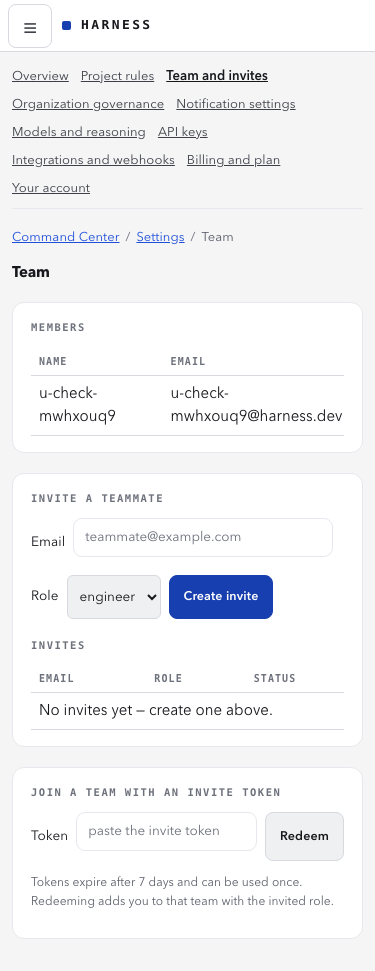 ≡ HARNESS
Overview Project rules Team and invites
Organization governance Notification settings
Models and reasoning API keys
Integrations and webhooks Billing and plan
Your account
Command Center / Settings / Team
Team
MEMBERS
NAME EMAIL
u-check- u-check-
mwhxouq9 mwhxouq9@harness.dev
INVITE A TEAMMATE
Email teammate@example.com
Role engineer Create invite
INVITES
EMAIL ROLE STATUS
No invites yet — create one above.
JOIN A TEAM WITH AN INVITE TOKEN
Token paste the invite token Redeem
Tokens expire after 7 days and can be used once.
Redeeming adds you to that team with the invited role.